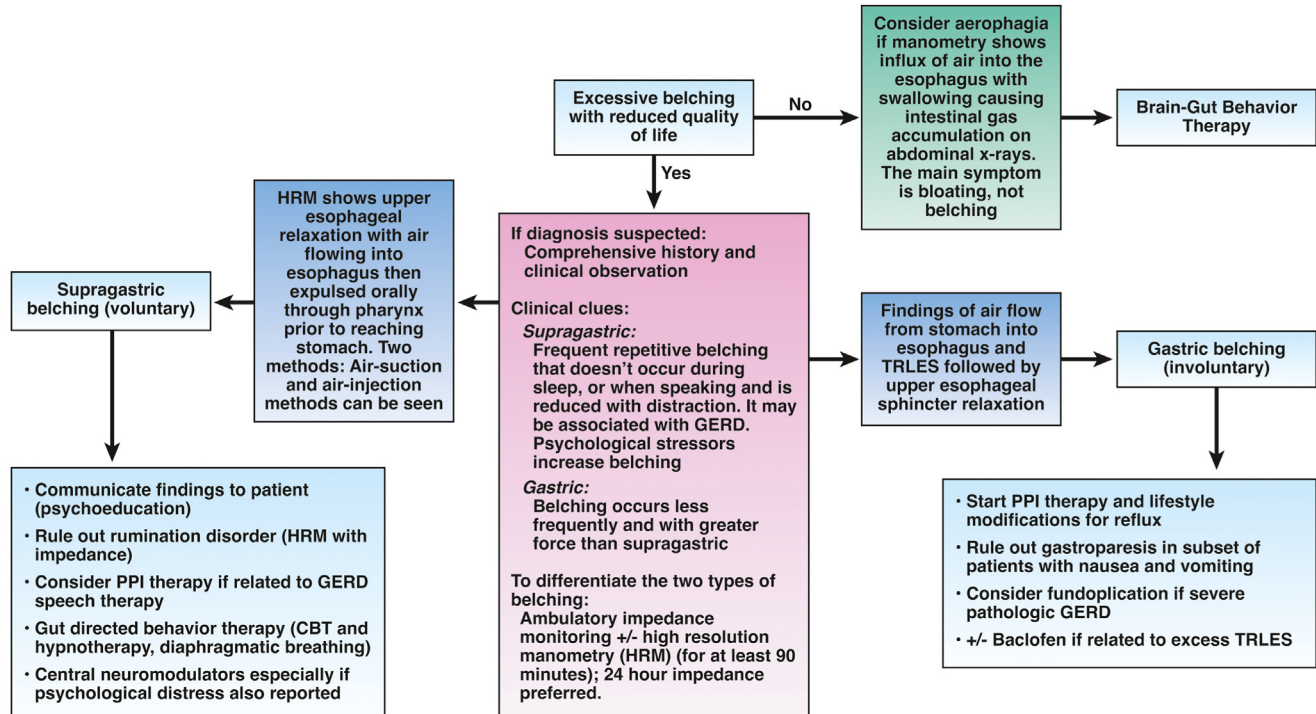 Excessive belching
with reduced quality
of life
No
Yes
Consider aerophagia
if manometry shows
influx of air into the
esophagus with
swallowing causing
intestinal gas
accumulation on
abdominal x-rays.
The main symptom
is bloating, not
belching
Brain-Gut Behavior
Therapy
If diagnosis suspected:
Comprehensive history and
clinical observation
Clinical clues:
Supragastric:
Frequent repetitive belching
that doesn't occur during
sleep, or when speaking and is
reduced with distraction. It may
be associated with GERD.
Psychological stressors
increase belching
Gastric:
Belching occurs less
frequently and with greater
force than supragastric
To differentiate the two types of
belching:
Ambulatory impedance
monitoring +/- high resolution
manometry (HRM) (for at least 90
minutes); 24 hour impedance
preferred.
HRM shows upper
esophageal
relaxation with air
flowing into
esophagus then
expulsed orally
through pharynx
prior to reaching
stomach. Two
methods: Air-suction
and air-injection
methods can be seen
Supragastric
belching (voluntary)
· Communicate findings to patient
(psychoeducation)
· Rule out rumination disorder (HRM with
impedance)
· Consider PPI therapy if related to GERD
speech therapy
· Gut directed behavior therapy (CBT and
hypnotherapy, diaphragmatic breathing)
· Central neuromodulators especially if
psychological distress also reported
Findings of air flow
from stomach into
esophagus and
TRLES followed by
upper esophageal
sphincter relaxation
Gastric belching
(involuntary)
· Start PPI therapy and lifestyle
modifications for reflux
· Rule out gastroparesis in subset of
patients with nausea and vomiting
· Consider fundoplication if severe
pathologic GERD
· +/- Baclofen if related to excess TRLES